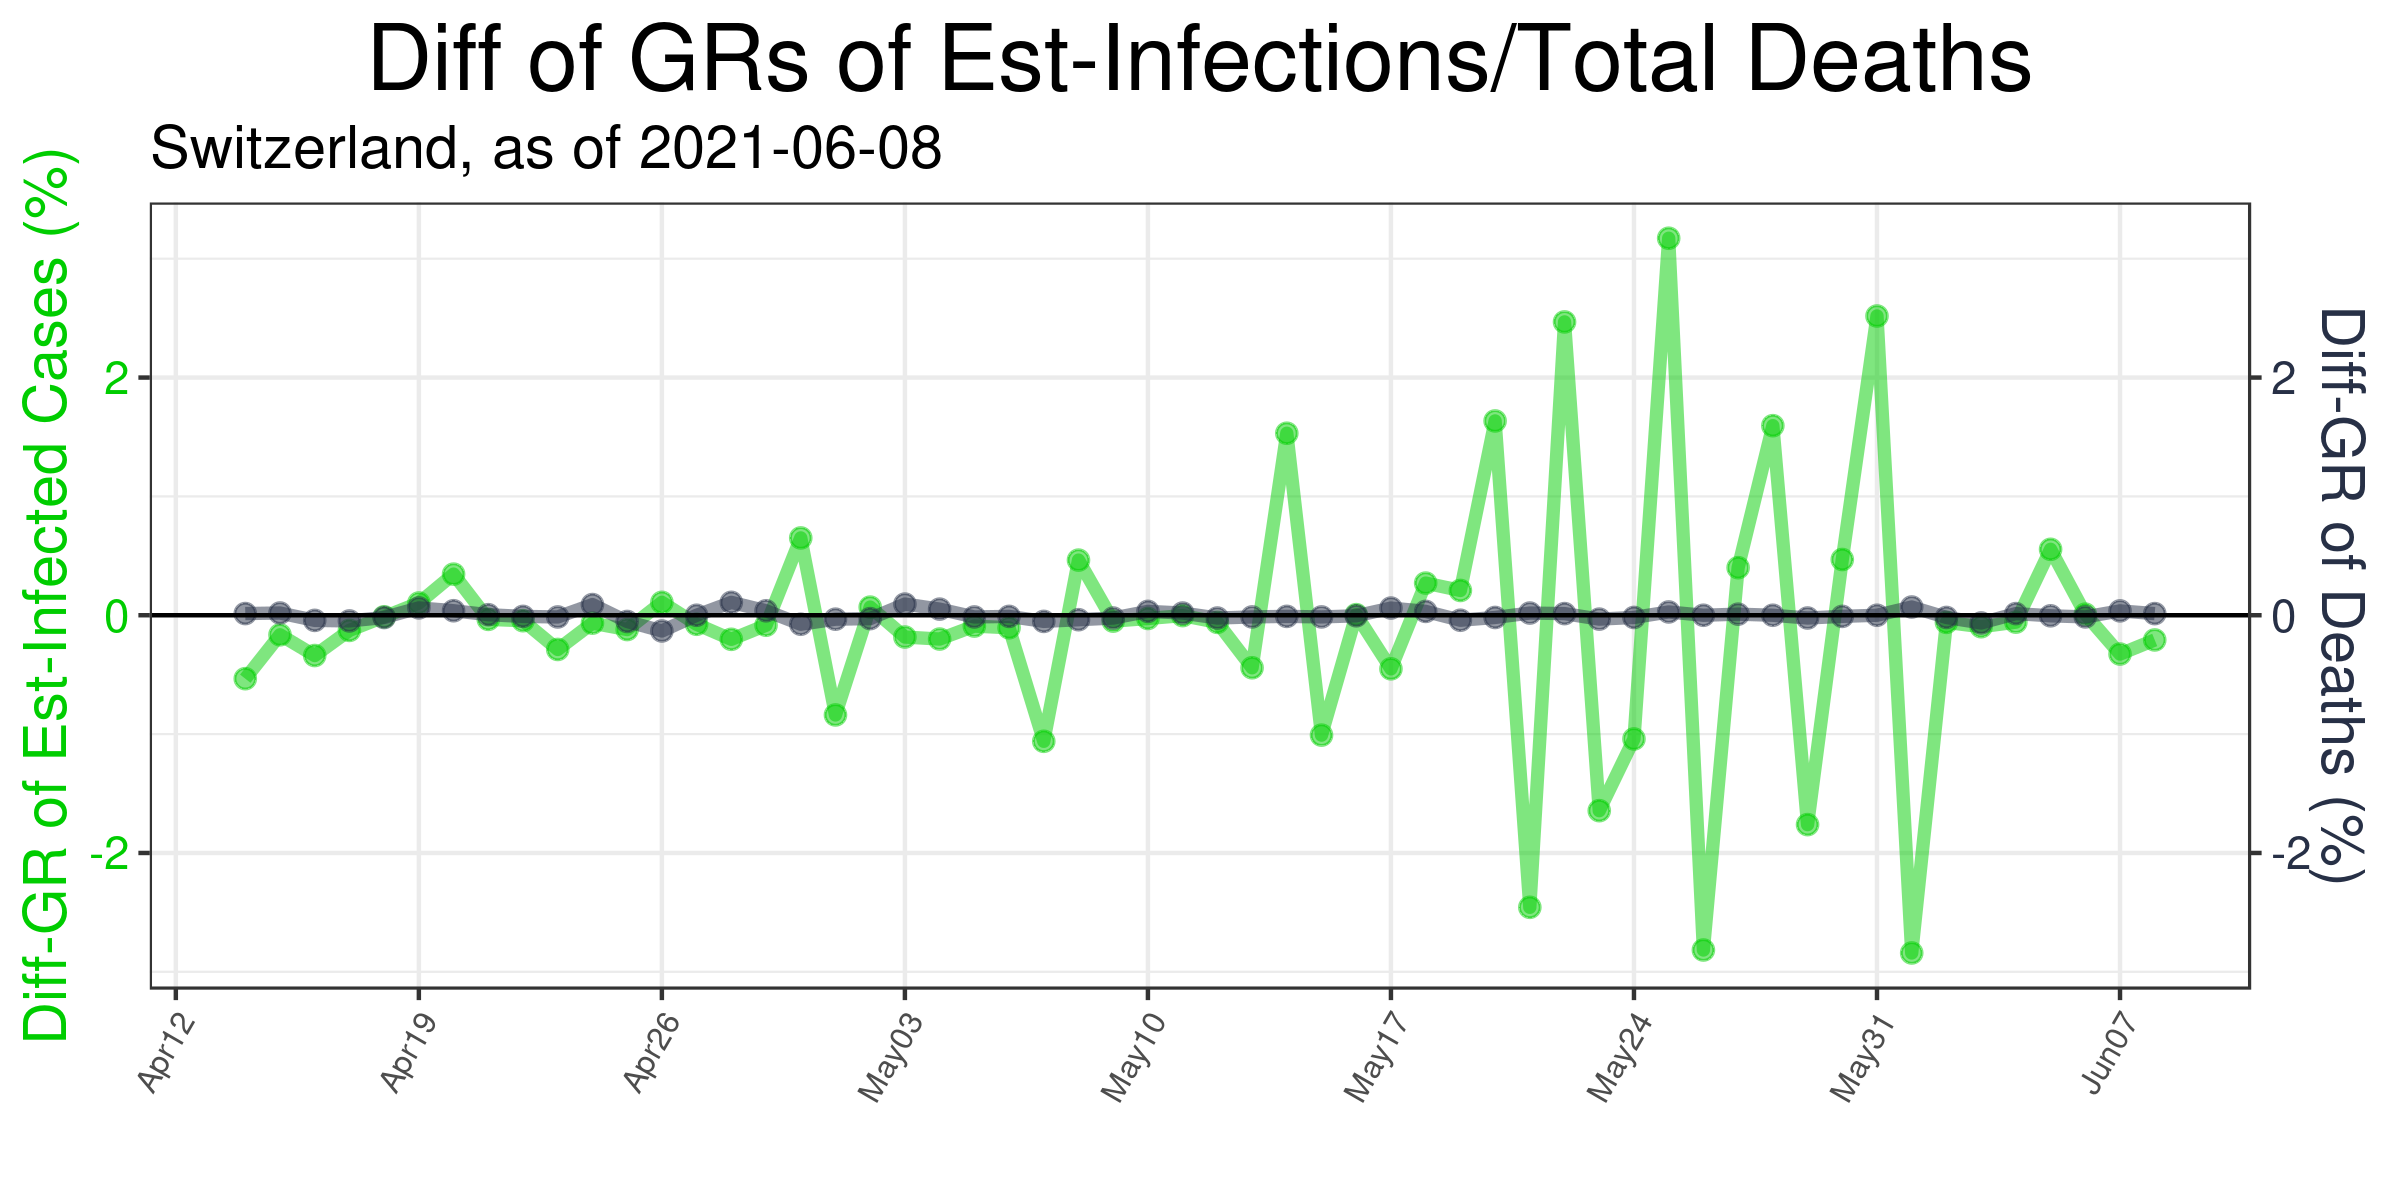 Diff of GRs of Est-Infections/Total Deaths
Switzerland, as of 2021-06-08
Diff-GR of Est-Infected Cases (%)
2
0
-2
2
0
-2
Diff-GR of Deaths (%)
Apr12
Apr19
Apr26
May03
May10
May17
May24
May31
Jun07